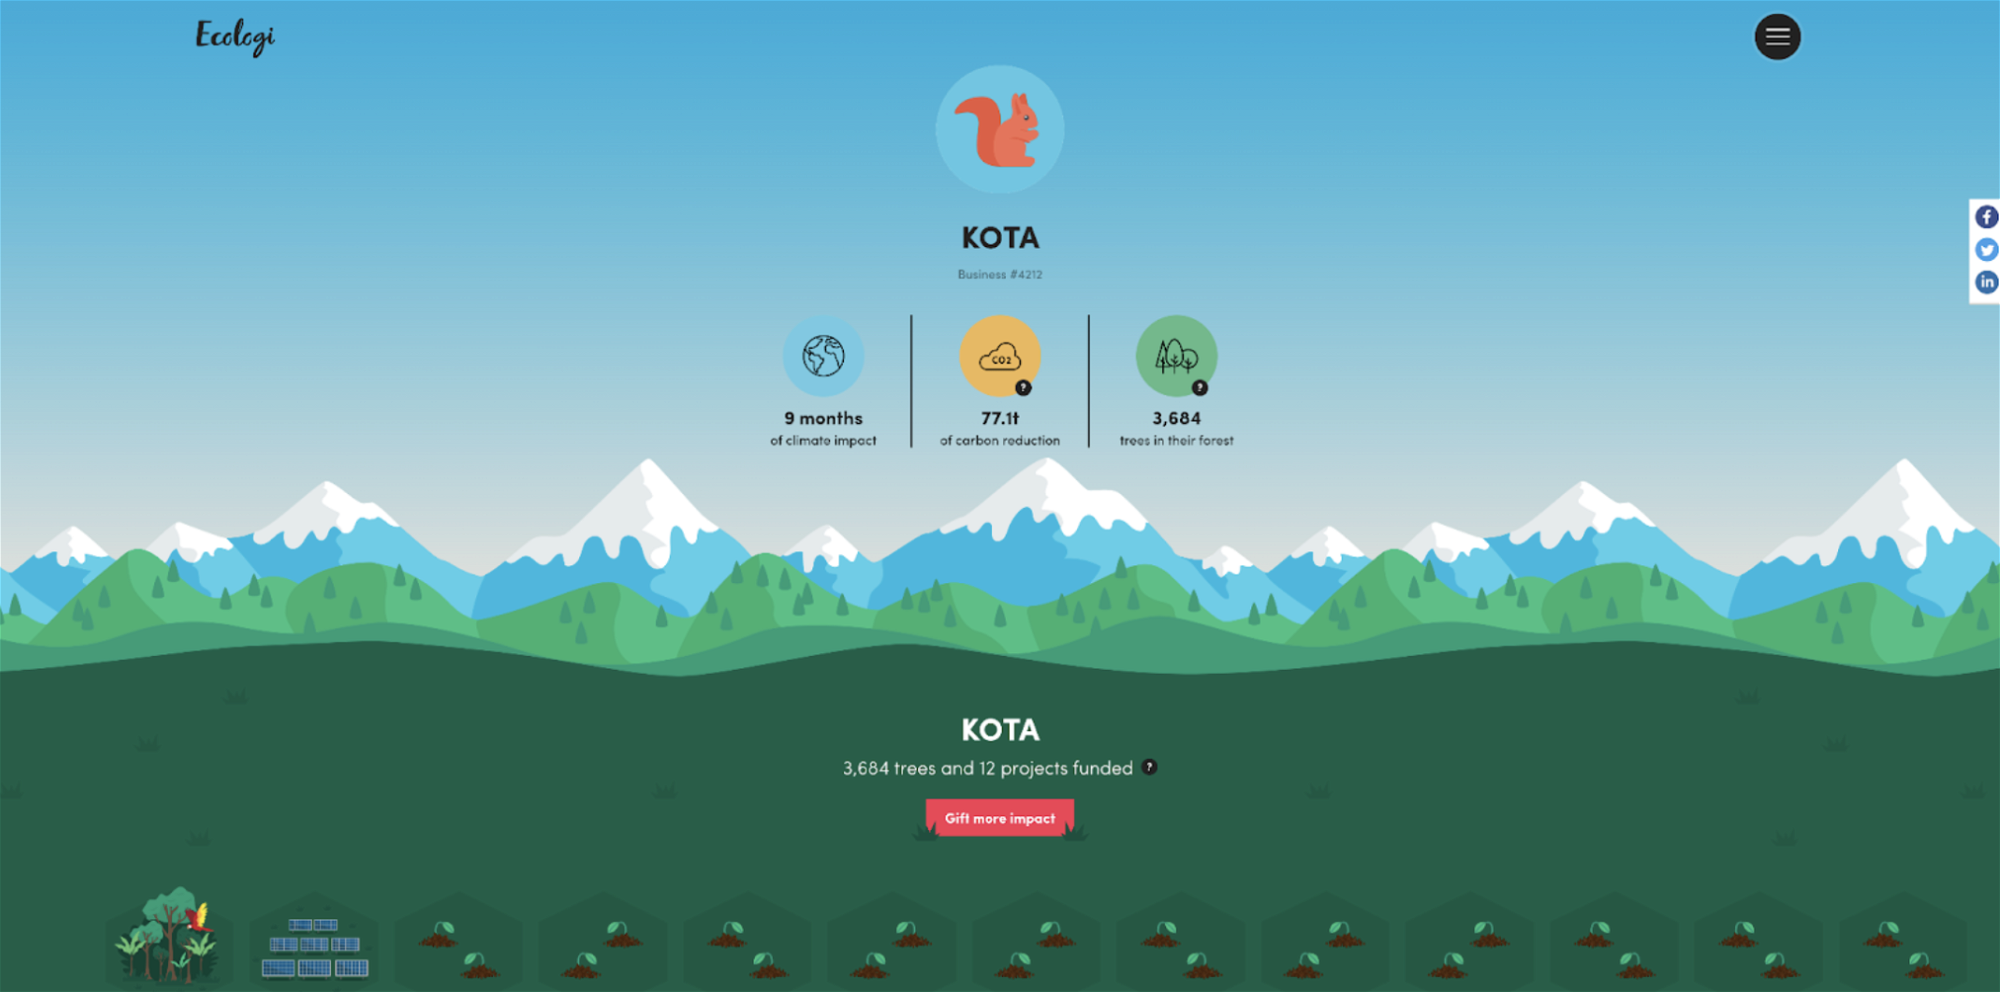 Ecologi
KOTA
Business #4212
CO2
?
?
9 months
of climate impact
77.1t
of carbon reduction
3,684
trees in their forest
f
in
KOTA
3,684 trees and 12 projects funded ?
Gift more impact